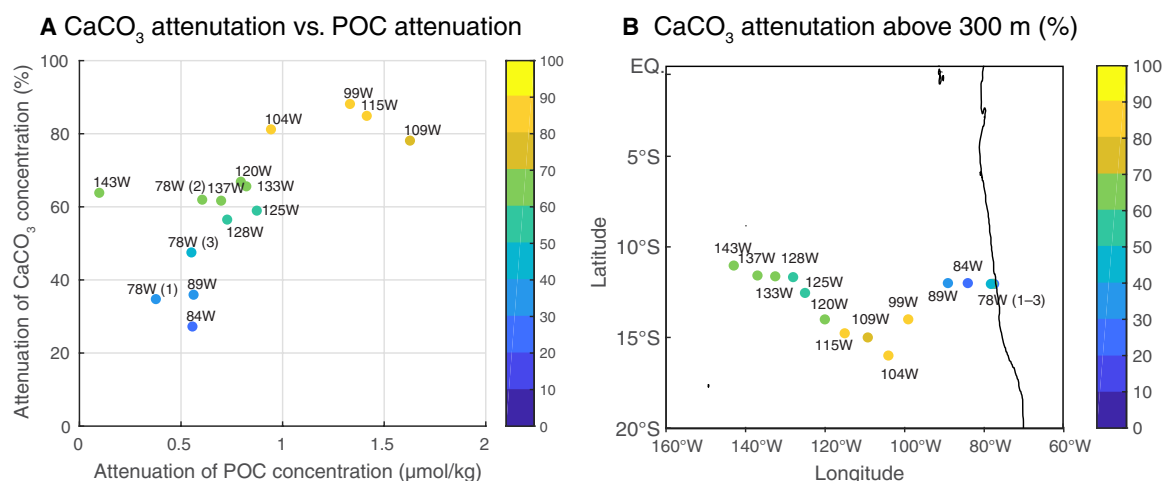 A CaCO3 attenutation vs. POC attenuation
Attenuation of CaCO3 concentration (%)
100
80
60
40
20
0
99W
115W
104W
109W
120W
143W
78W (2)
137W
133W
125W
128W
78W (3)
78W (1)
89W
84W
0
0.5
1
1.5
2
Attenuation of POC concentration (μmol/kg)
100
90
80
70
60
50
40
30
20
10
0
B CaCO3 attenutation above 300 m (%)
Latitude
EQ.
5°S
10°S
15°S
20°S
143W
137W
128W
133W
125W
120W
99W
109W
115W
104W
84W
89W
78W (1–3)
160°W
140°W
120°W
100°W
80°W
60°W
Longitude
100
90
80
70
60
50
40
30
20
10
0